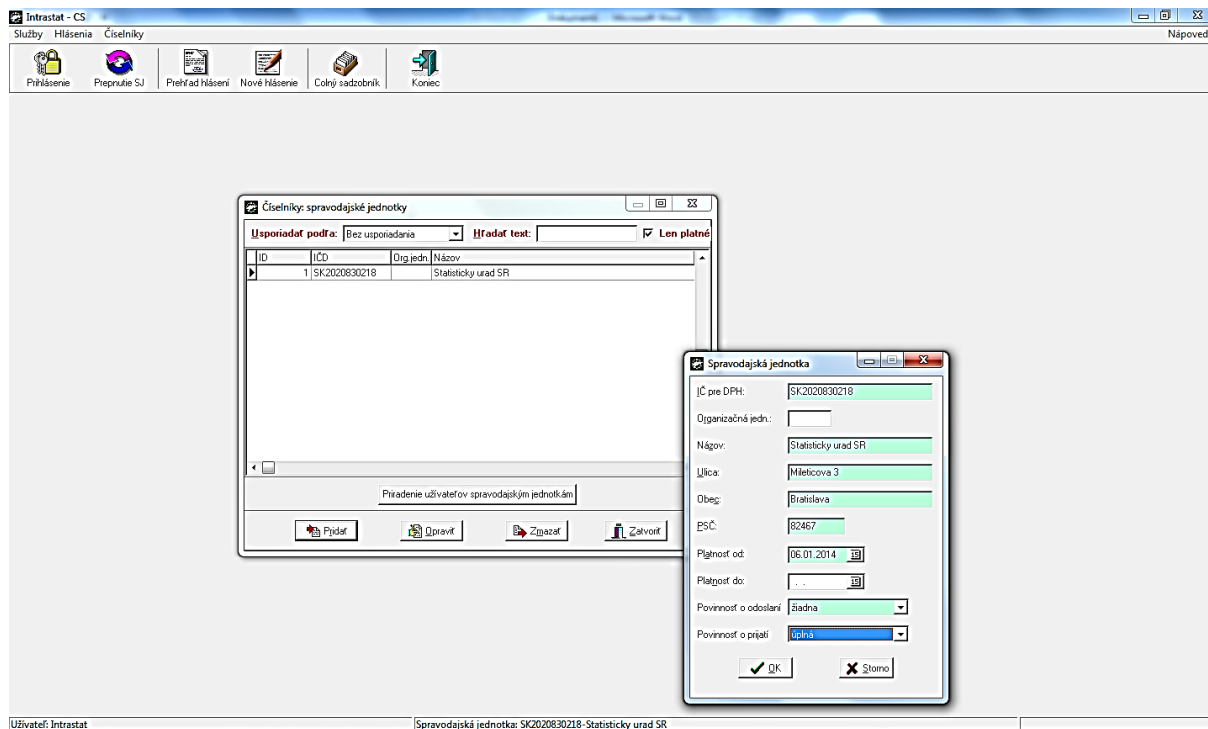 Intrastat - CS
Služby Hlásenia Číselníky Nápoved
Prihlásenie Prepnutie SJ Prehľad hlásení Nové hlásenie Colný sadzobník Koniec
Číselníky: spravodajské jednotky
Usporiadať podľa: Bez usporiadania Hľadať text: Len platné
ID IČD Org.jedn. Názov
1 SK2020830218 Statisticky urad SR
Priradenie užívateľov spravodajským jednotkám
Pridať Opraviť Zmazať Zatvoriť
Spravodajská jednotka
IČ pre DPH: SK2020830218
Organizačná jedn.:
Názov: Statisticky urad SR
Ulica: Mileticova 3
Obec: Bratislava
PSČ: 82467
Platnosť od: 06.01.2014 15
Platnosť do: . . 15
Povinnosť o odoslaní žiadna
Povinnosť o prijatí úplná
OK Storno
Užívateľ: Intrastat Spravodajská jednotka: SK2020830218-Statisticky urad SR